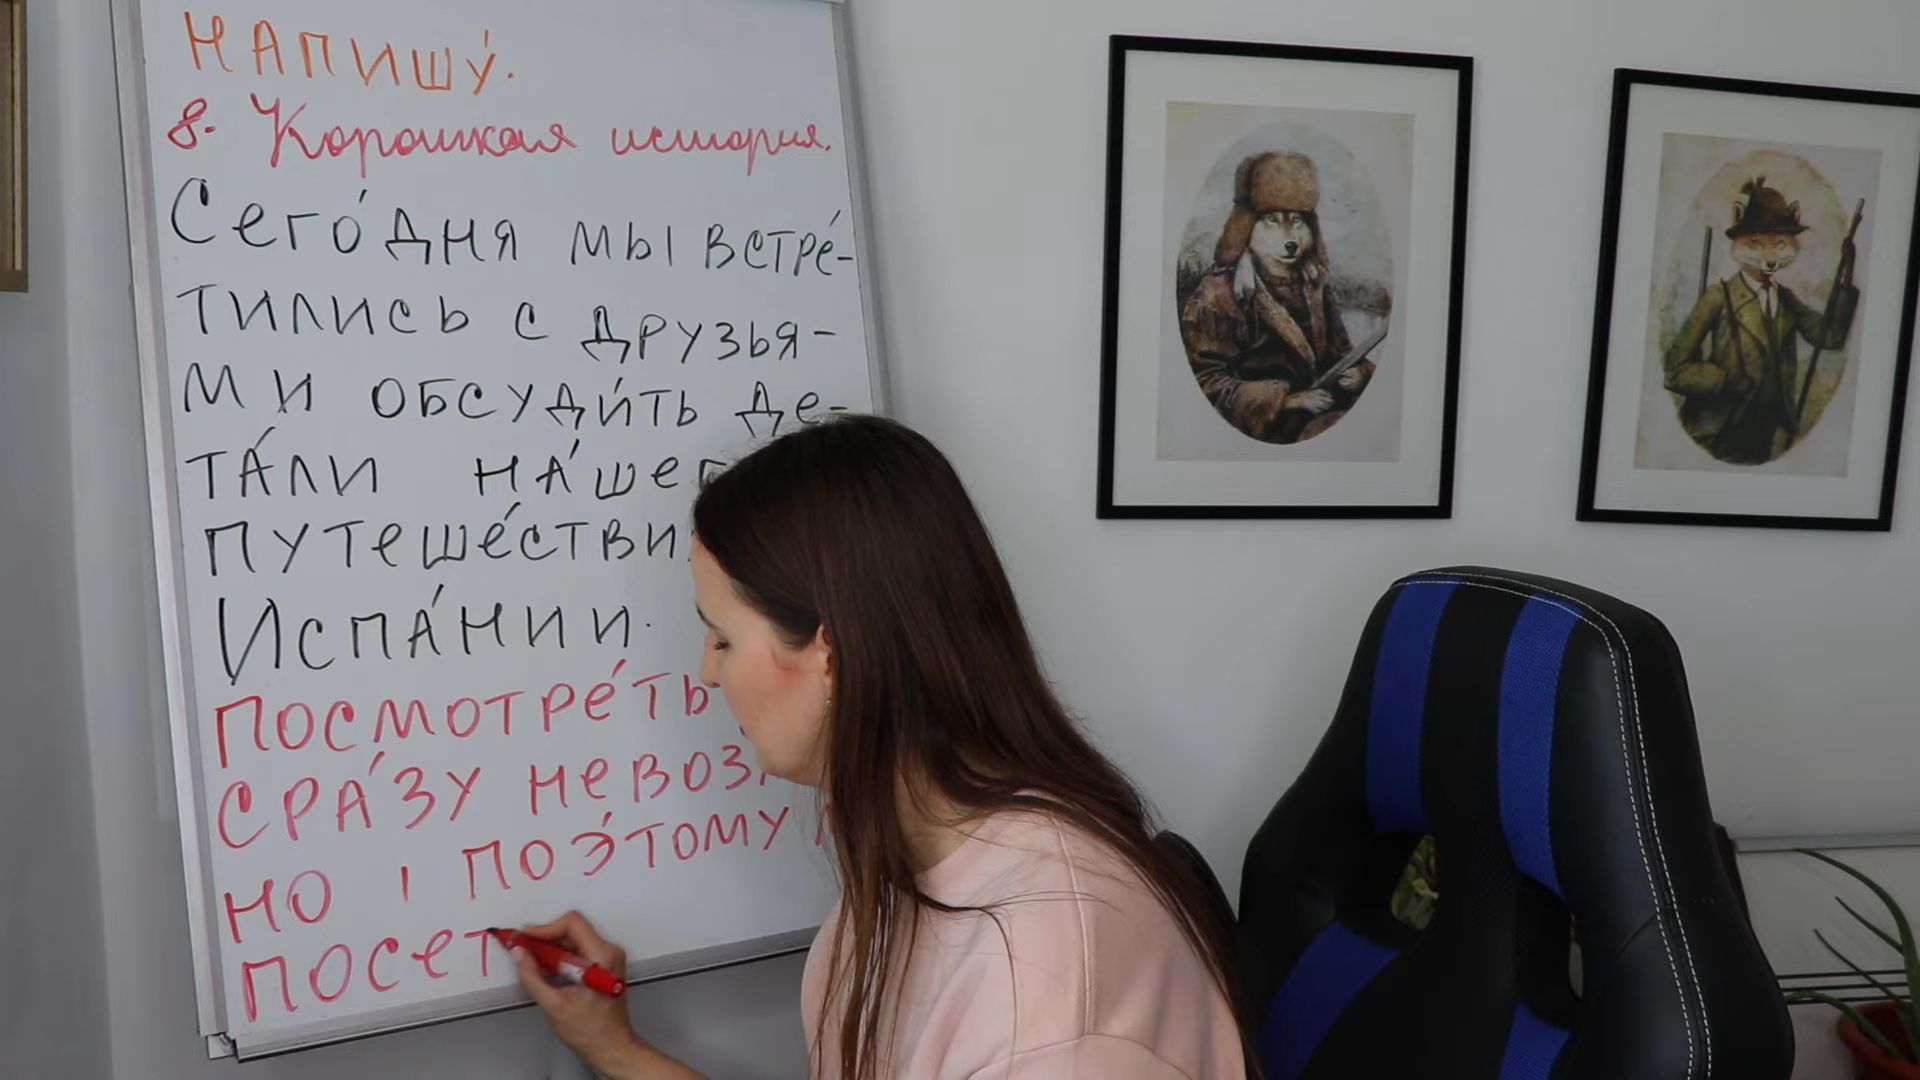 НАПИШУ́.
8. Короткая история.
Сего́дня мы встре́-
тились с друзья-
ми обсуди́ть де-
та́ли на́шег
путеше́стви
Испа́нии.
посмотре́ть
сра́зу невоз
но, поэ́тому
посет